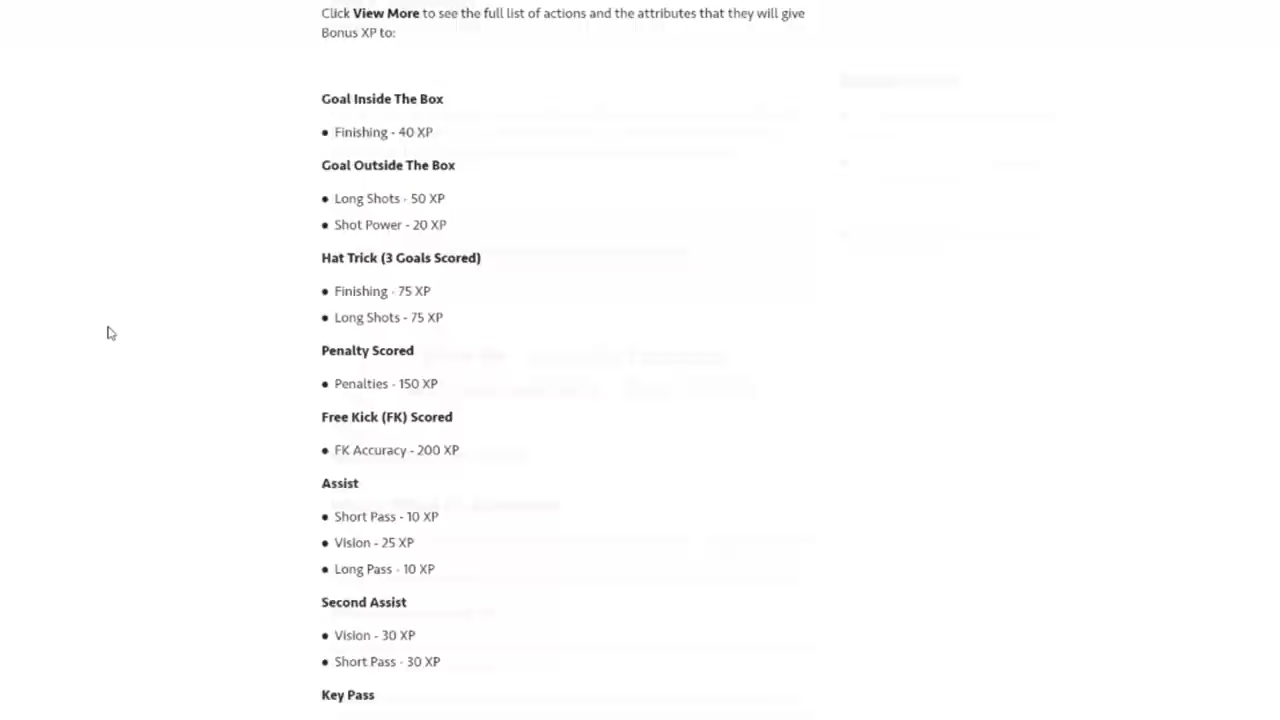 Click View More to see the full list of actions and the attributes that they will give
Bonus XP to:
Goal Inside The Box
• Finishing - 40 XP
Goal Outside The Box
• Long Shots - 50 XP
• Shot Power - 20 XP
Hat Trick (3 Goals Scored)
• Finishing - 75 XP
• Long Shots - 75 XP
Penalty Scored
• Penalties - 150 XP
Free Kick (FK) Scored
• FK Accuracy - 200 XP
Assist
• Short Pass - 10 XP
• Vision - 25 XP
• Long Pass - 10 XP
Second Assist
• Vision - 30 XP
• Short Pass - 30 XP
Key Pass